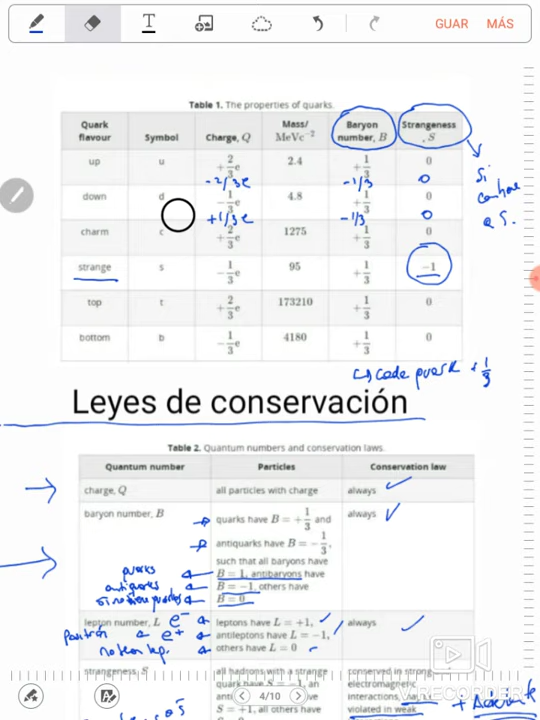 T GUAR MÁS
Table 1. The properties of quarks.
Quark flavour Symbol Charge, Q Mass/ MeVc⁻² Baryon number, B Strangeness , S
up u +2/3e 2.4 +1/3 0
-2/3e -1/3 0
down d -1/3e 4.8 +1/3 0
+1/3e -1/3 0
charm c +2/3e 1275 +1/3 0
strange s -1/3e 95 +1/3 -1
top t +2/3e 173210 +1/3 0
bottom b -1/3e 4180 +1/3 0
Si
S.
+1/3
Leyes de conservación
Table 2. Quantum numbers and conservation laws.
Quantum number Particles Conservation law
charge, Q all particles with charge always
baryon number, B quarks have B = +1/3 and always
antiquarks have B = -1/3,
such that all baryons have
quarks B = 1, antibaryons have
antiquarks B = -1, others have
B = 0
lepton number, L e⁻ leptons have L = +1, always
positrón e⁺ antileptons have L = -1,
no lep. others have L = 0
strangeness, S all hadrons with a strange conserved in strong
4/10
electromagnetic
interactions,
S = +1, all others violated in weak
VRECORDER